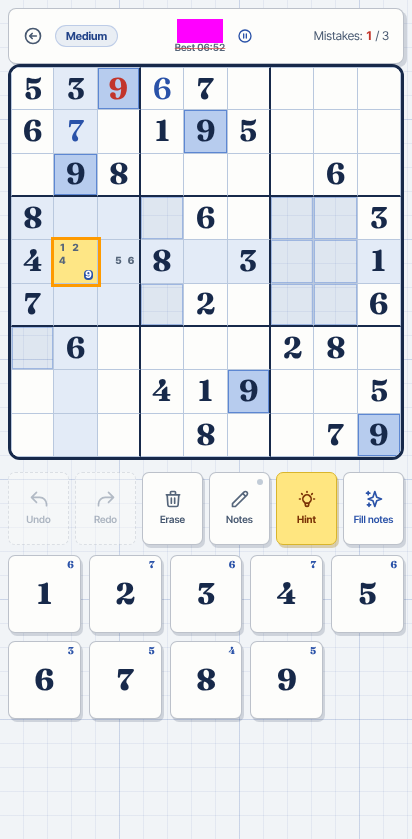 Medium
Best 06:52
Mistakes: 1 / 3
5 3 9 6 7
6 7 1 9 5
9 8 6
8 6 3
4 1 2 4 9 5 6 8 3 1
7 2 6
6 2 8
4 1 9 5
8 7 9
Undo Redo Erase Notes Hint Fill notes
6 7 6 7 6
1 2 3 4 5
3 5 4 5
6 7 8 9